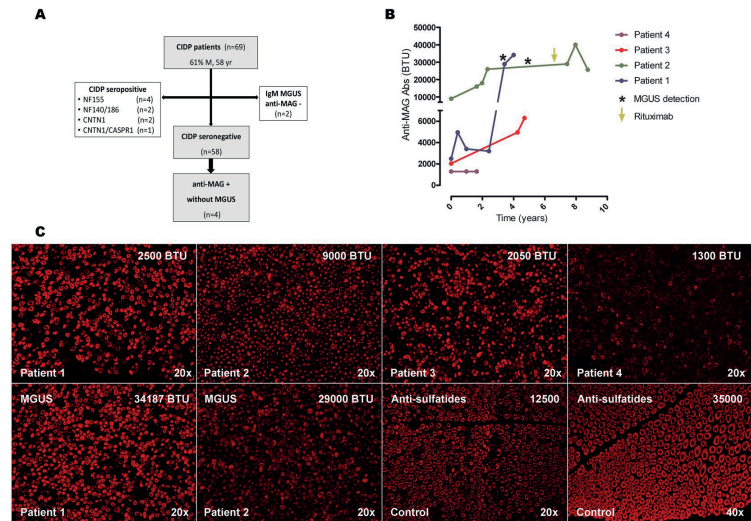 A
CIDP patients (n=69)
61% M, 58 yr
CIDP seropositive
• NF155 (n=4)
• NF140/186 (n=2)
• CNTN1 (n=2)
• CNTN1/CASPR1 (n=1)
IgM MGUS
anti-MAG -
(n=2)
CIDP seronegative
(n=58)
anti-MAG +
without MGUS
(n=4)
B
Anti-MAG Abs (BTU)
50000
40000
30000
20000
10000
6000
4000
2000
0
0 2 4 6 8 10
Time (years)
Patient 4
Patient 3
Patient 2
Patient 1
* MGUS detection
Rituximab
* *
C
2500 BTU
Patient 1 20x
9000 BTU
Patient 2 20x
2050 BTU
Patient 3 20x
1300 BTU
Patient 4 20x
MGUS 34187 BTU
Patient 1 20x
MGUS 29000 BTU
Patient 2 20x
Anti-sulfatides 12500
Control 20x
Anti-sulfatides 35000
Control 40x